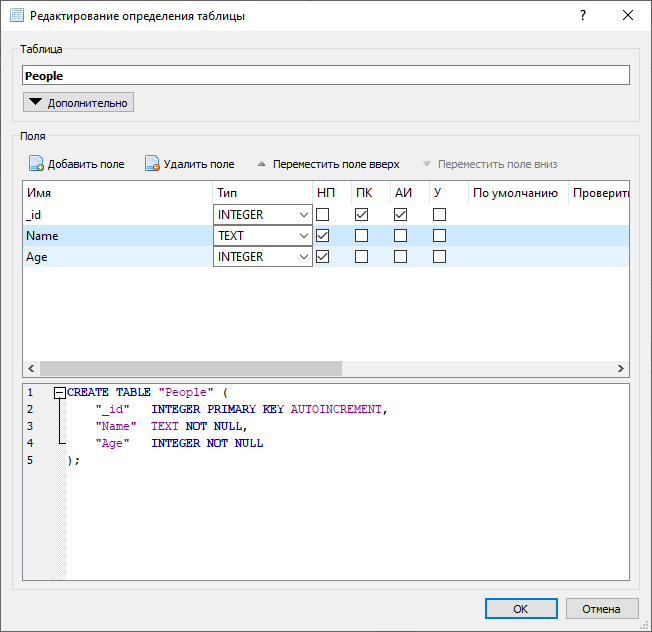 Редактирование определения таблицы
Таблица
People
Дополнительно
Поля
Добавить поле Удалить поле Переместить поле вверх Переместить поле вниз
Имя Тип НП ПК АИ У По умолчанию Проверить
_id INTEGER
Name TEXT
Age INTEGER
1 CREATE TABLE "People" (
2 "_id" INTEGER PRIMARY KEY AUTOINCREMENT,
3 "Name" TEXT NOT NULL,
4 "Age" INTEGER NOT NULL
5 );
OK Отмена